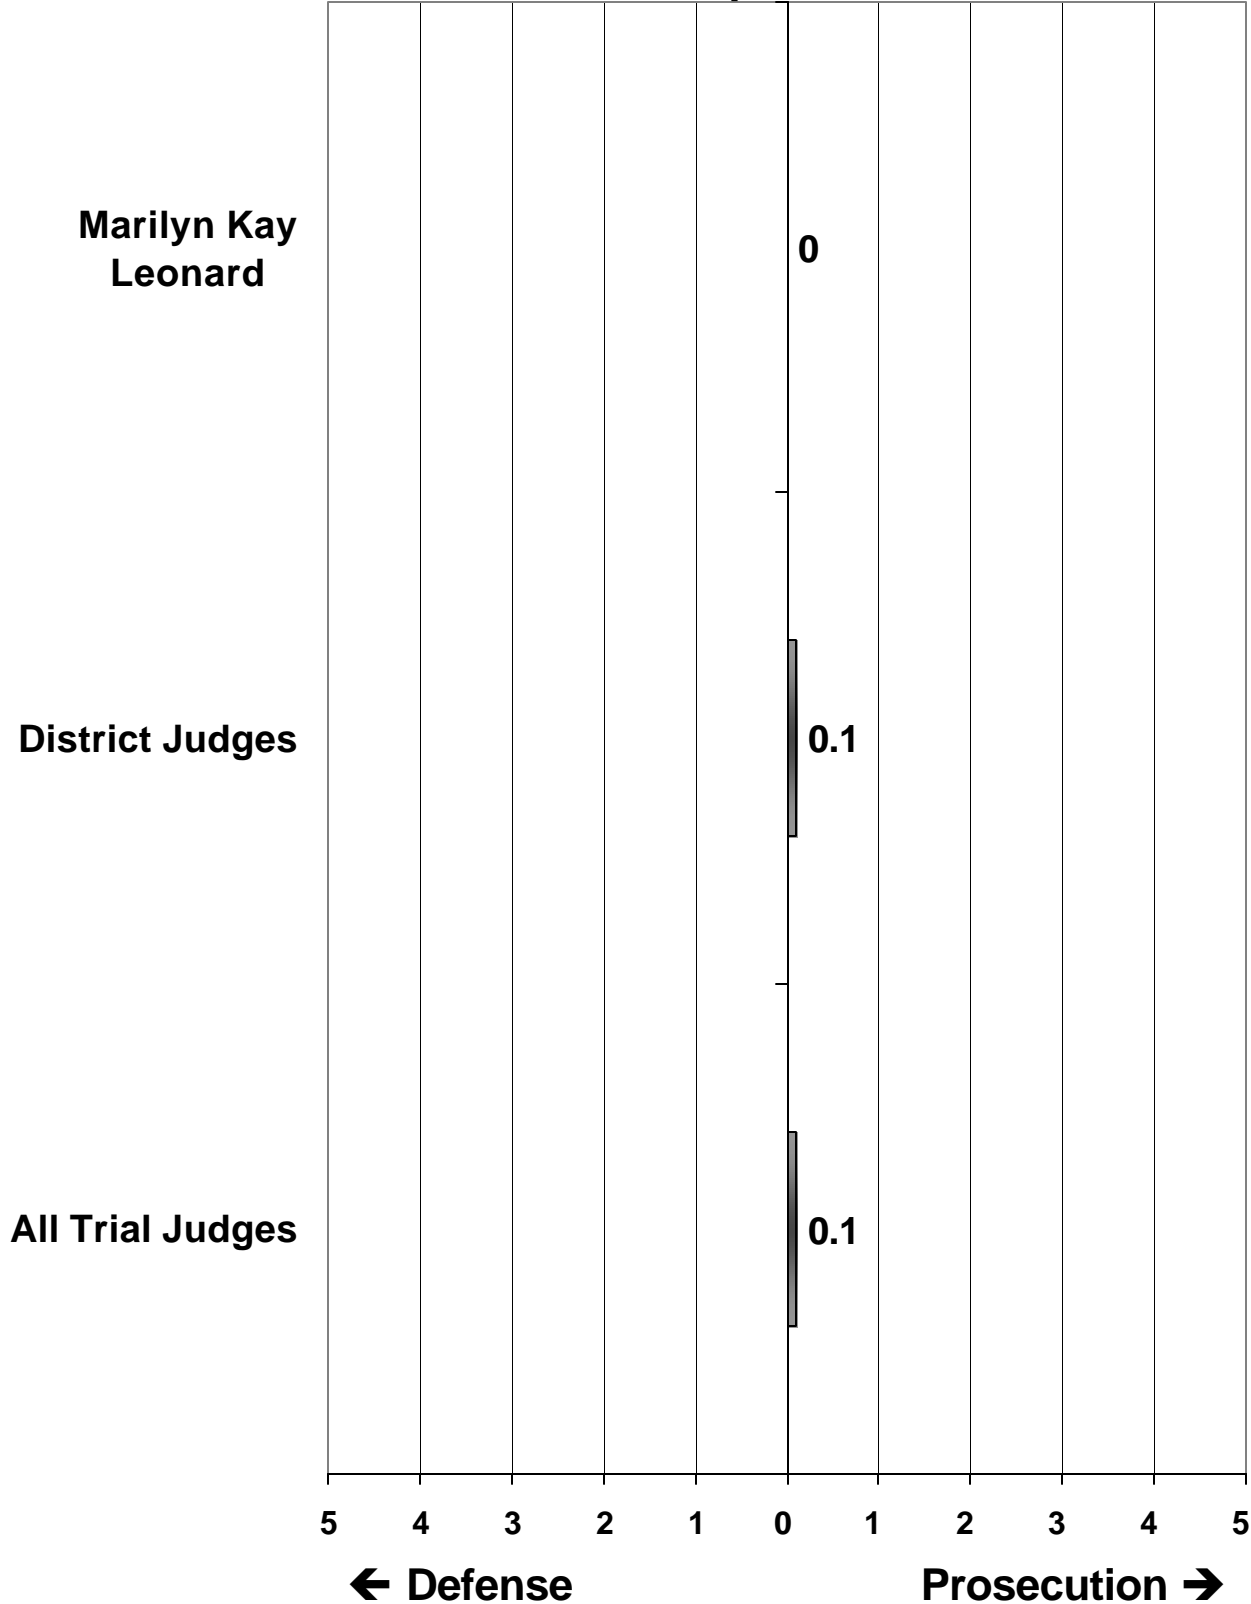 Marilyn Kay
Leonard
0
District Judges
0.1
All Trial Judges
0.1
5 4 3 2 1 0 1 2 3 4 5
← Defense Prosecution →